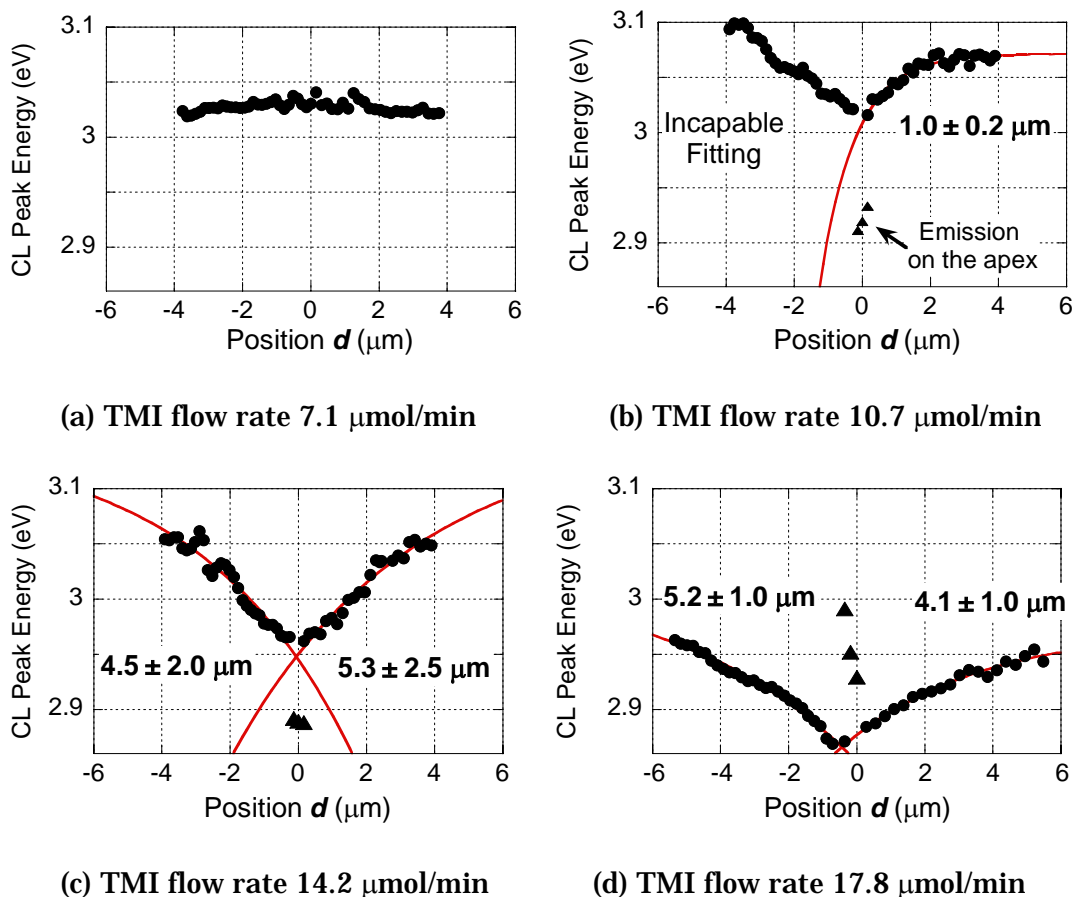 3.1
3
2.9
CL Peak Energy (eV)
-6 -4 -2 0 2 4 6
Position d (μm)
(a) TMI flow rate 7.1 μmol/min
3.1
3
2.9
CL Peak Energy (eV)
Incapable
Fitting
1.0 ± 0.2 μm
Emission
on the apex
-6 -4 -2 0 2 4 6
Position d (μm)
(b) TMI flow rate 10.7 μmol/min
3.1
3
2.9
CL Peak Energy (eV)
4.5 ± 2.0 μm
5.3 ± 2.5 μm
-6 -4 -2 0 2 4 6
Position d (μm)
(c) TMI flow rate 14.2 μmol/min
3.1
3
2.9
CL Peak Energy (eV)
5.2 ± 1.0 μm
4.1 ± 1.0 μm
-6 -4 -2 0 2 4 6
Position d (μm)
(d) TMI flow rate 17.8 μmol/min